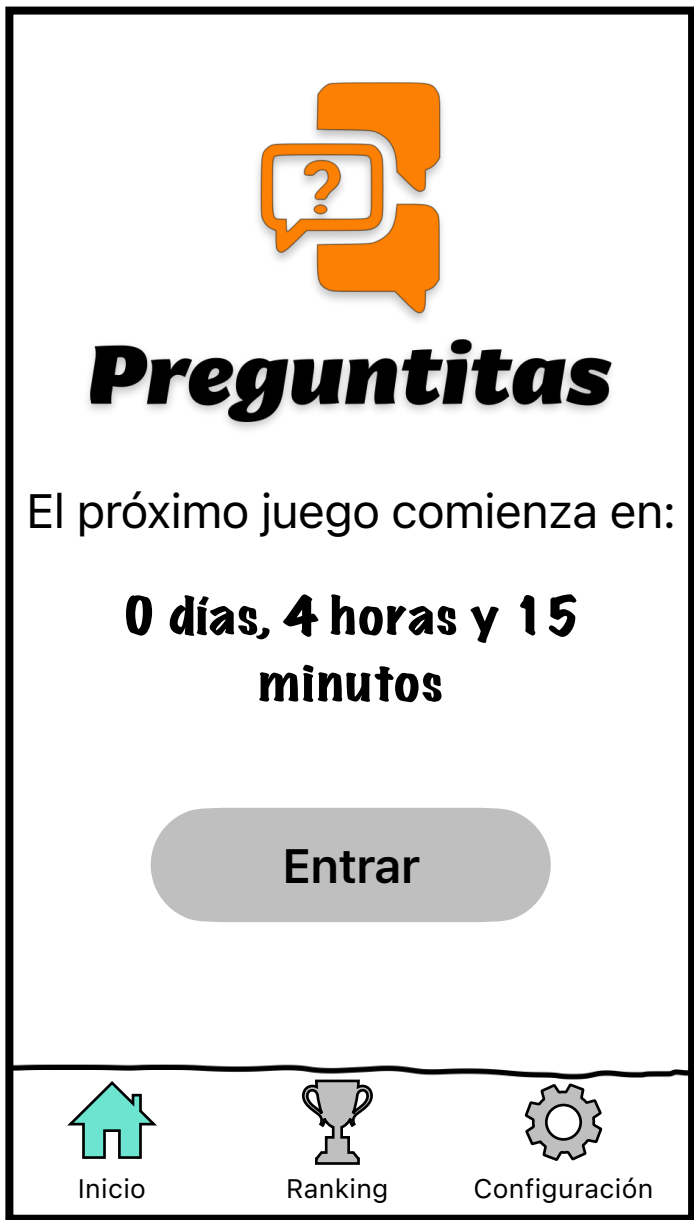 ?
Preguntitas
El próximo juego comienza en:
0 días, 4 horas y 15
minutos
Entrar
Inicio
Ranking
Configuración